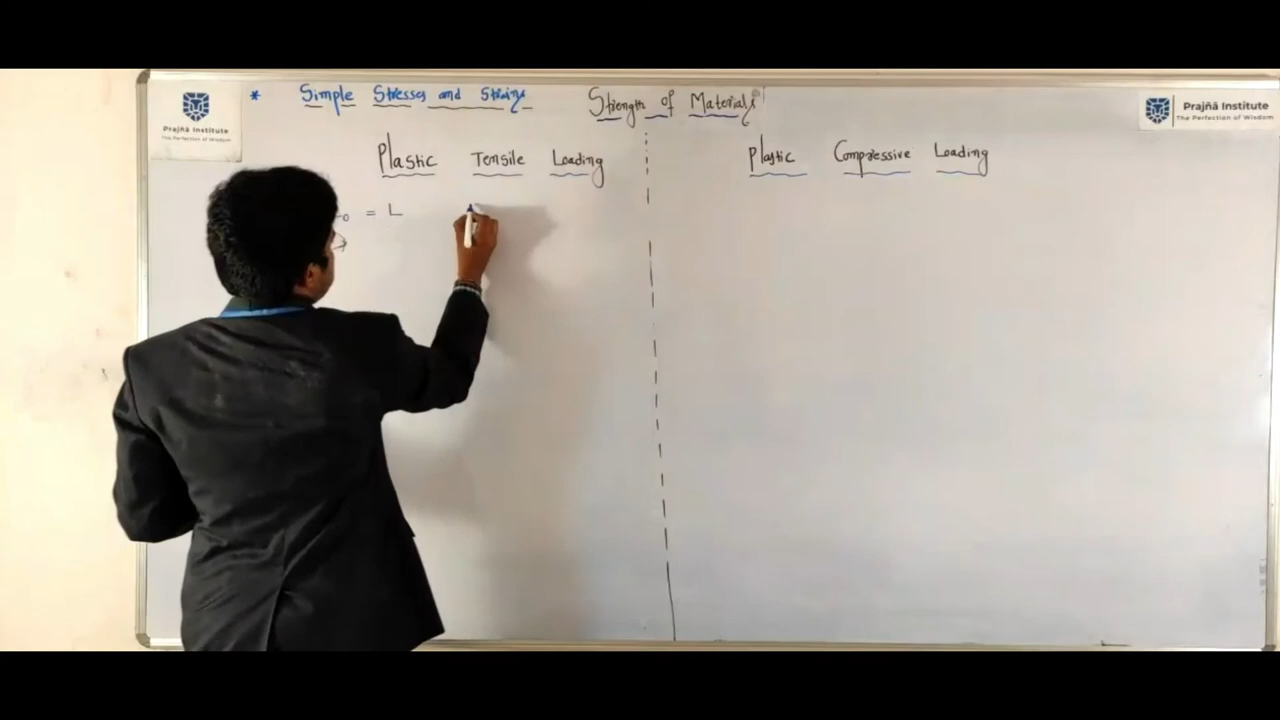 * Simple Stresses and Strains
Strength of Materials
Prajñā Institute
The Perfection of Wisdom
Prajñā Institute
The Perfection of Wisdom
Plastic Tensile Loading
Plastic Compressive Loading
= L